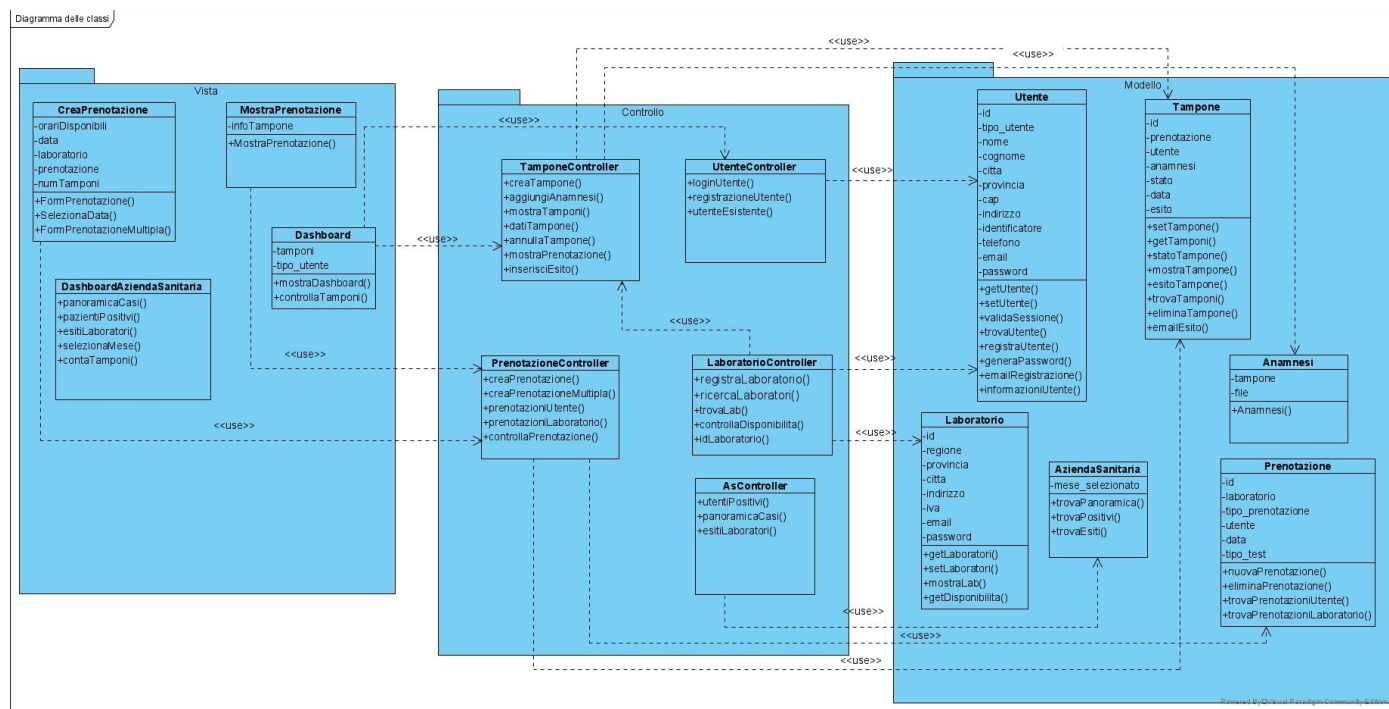 Diagramma delle classi
Vista
CreaPrenotazione
-orariDisponibili
-data
-laboratorio
-prenotazione
-numTamponi
+FormPrenotazione()
+SelezionaData()
+FormPrenotazioneMultipla()
MostraPrenotazione
-infoTampone
+MostraPrenotazione()
Dashboard
-tamponi
-tipo_utente
+mostraDashboard()
+controllaTamponi()
DashboardAziendaSanitaria
+panoramicaCasi()
+pazientiPositivi()
+esitiLaboratori()
+selezionaMese()
+contaTamponi()
<<use>>
<<use>>
<<use>>
<<use>>
Controllo
TamponeController
+creaTampone()
+aggiungiAnamnesi()
+mostraTamponi()
+datiTampone()
+annullaTampone()
+mostraPrenotazione()
+inserisciEsito()
UtenteController
+loginUtente()
+registrazioneUtente()
+utenteEsistente()
<<use>>
PrenotazioneController
+creaPrenotazione()
+creaPrenotazioneMultipla()
+prenotazioniUtente()
+prenotazioniLaboratorio()
+controllaPrenotazione()
LaboratorioController
+registraLaboratorio()
+ricercaLaboratori()
+trovaLab()
+controllaDisponibilita()
+idLaboratorio()
AsController
+utentiPositivi()
+panoramicaCasi()
+esitiLaboratori()
<<use>>
<<use>>
<<use>>
<<use>>
<<use>>
<<use>>
<<use>>
<<use>>
Modello
Utente
-id
-tipo_utente
-nome
-cognome
-citta
-provincia
-cap
-indirizzo
-identificatore
-telefono
-email
-password
+getUtente()
+setUtente()
+validaSessione()
+trovaUtente()
+registraUtente()
+generaPassword()
+emailRegistrazione()
+informazioniUtente()
Tampone
-id
-prenotazione
-utente
-anamnesi
-stato
-data
-esito
+setTampone()
+getTamponi()
+statoTampone()
+mostraTampone()
+esitoTampone()
+trovaTamponi()
+eliminaTampone()
+emailEsito()
Anamnesi
-tampone
-file
+Anamnesi()
Laboratorio
-id
-regione
-provincia
-citta
-indirizzo
-iva
-email
-password
+getLaboratori()
+setLaboratori()
+mostraLab()
+getDisponibilita()
AziendaSanitaria
-mese_selezionato
+trovaPanoramica()
+trovaPositivi()
+trovaEsiti()
Prenotazione
-id
-laboratorio
-tipo_prenotazione
-utente
-data
-tipo_test
+nuovaPrenotazione()
+eliminaPrenotazione()
+trovaPrenotazioniUtente()
+trovaPrenotazioniLaboratorio()
Powered By Visual Paradigm Community Edition